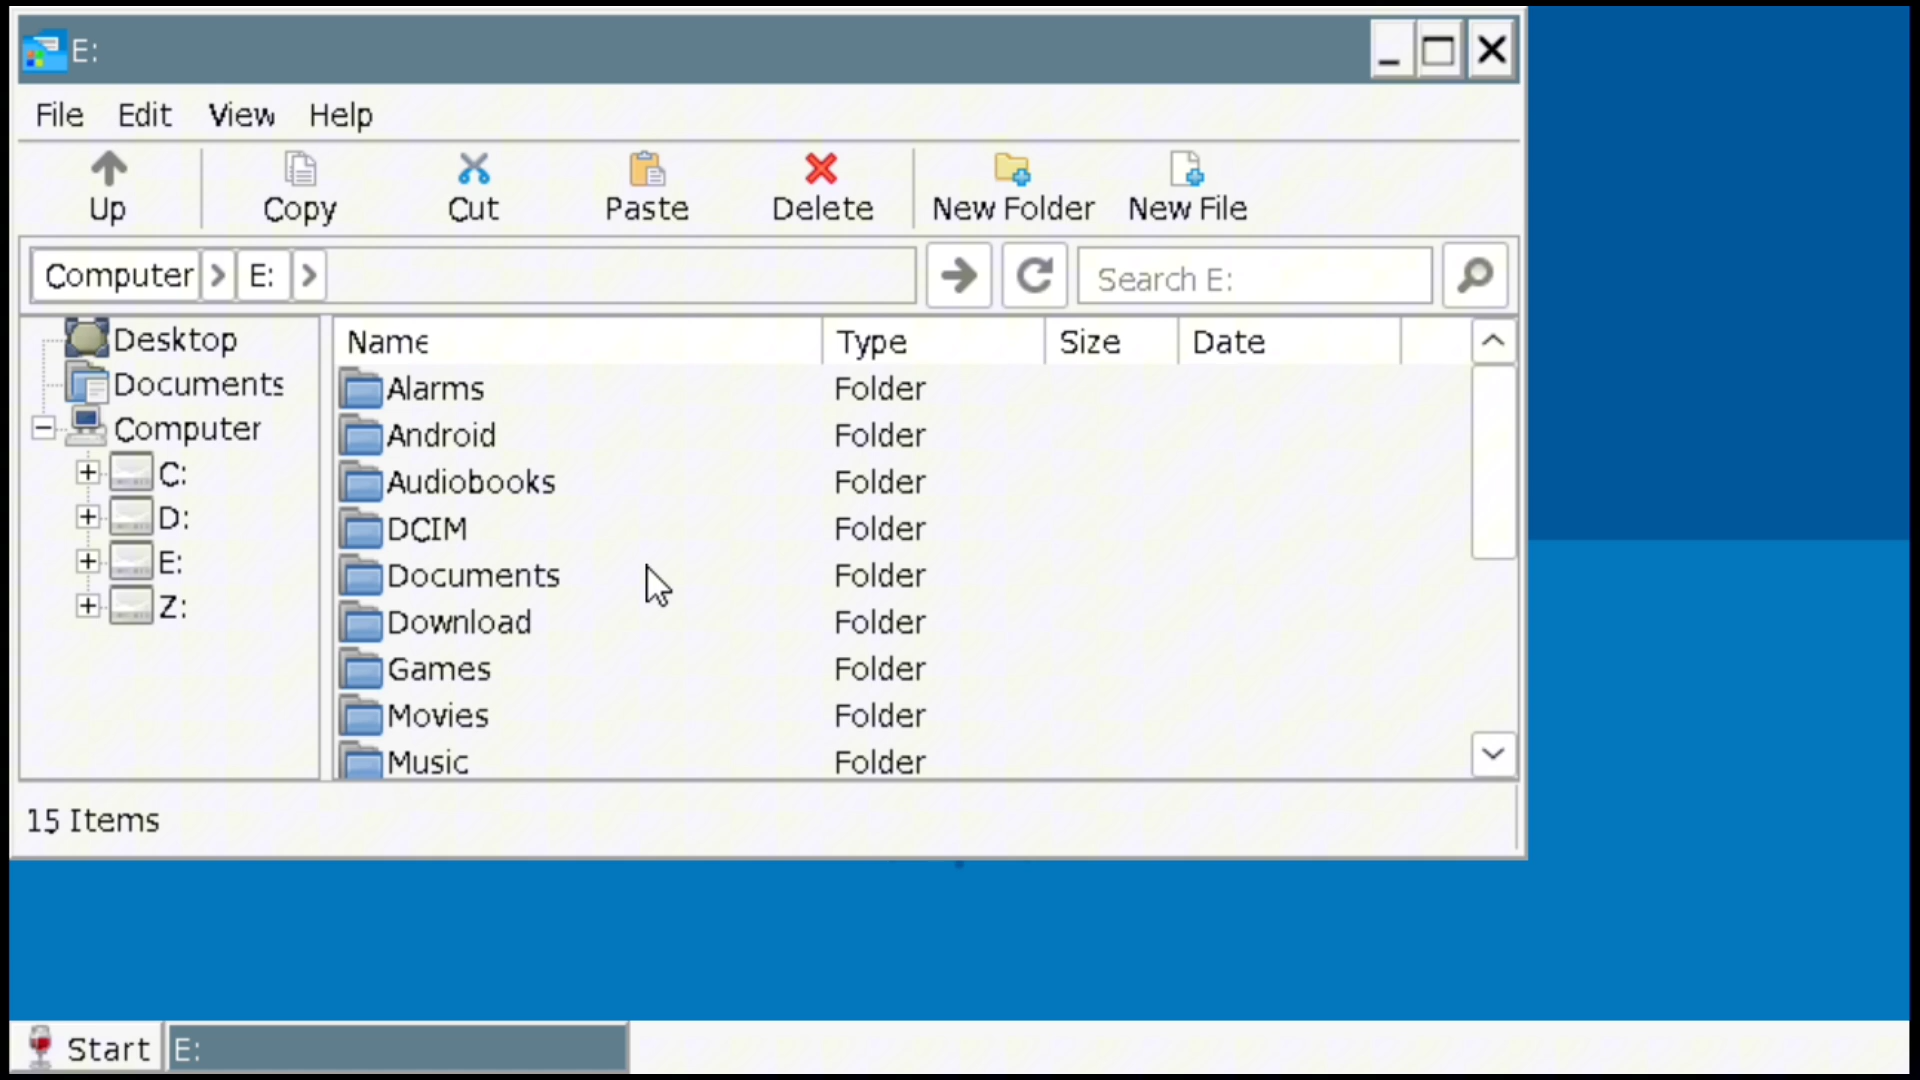 E:
File Edit View Help
Up Copy Cut Paste Delete New Folder New File
Computer E: Search E:
Desktop
Documents
Computer
C:
D:
E:
Z:
Name Type Size Date
Alarms Folder
Android Folder
Audiobooks Folder
DCIM Folder
Documents Folder
Download Folder
Games Folder
Movies Folder
Music Folder
15 Items
Start E: